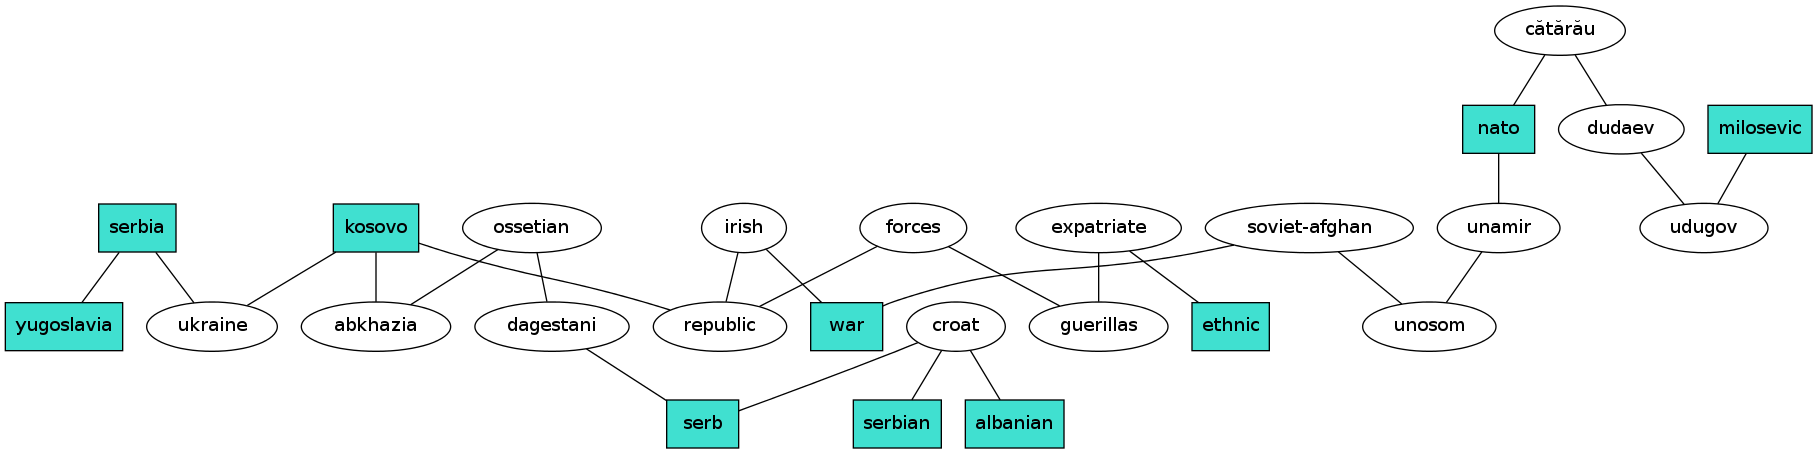 cătărău
nato
dudaev
milosevic
serbia
kosovo
ossetian
irish
forces
expatriate
soviet-afghan
unamir
udugov
yugoslavia
ukraine
abkhazia
dagestani
republic
war
croat
guerillas
ethnic
unosom
serb
serbian
albanian